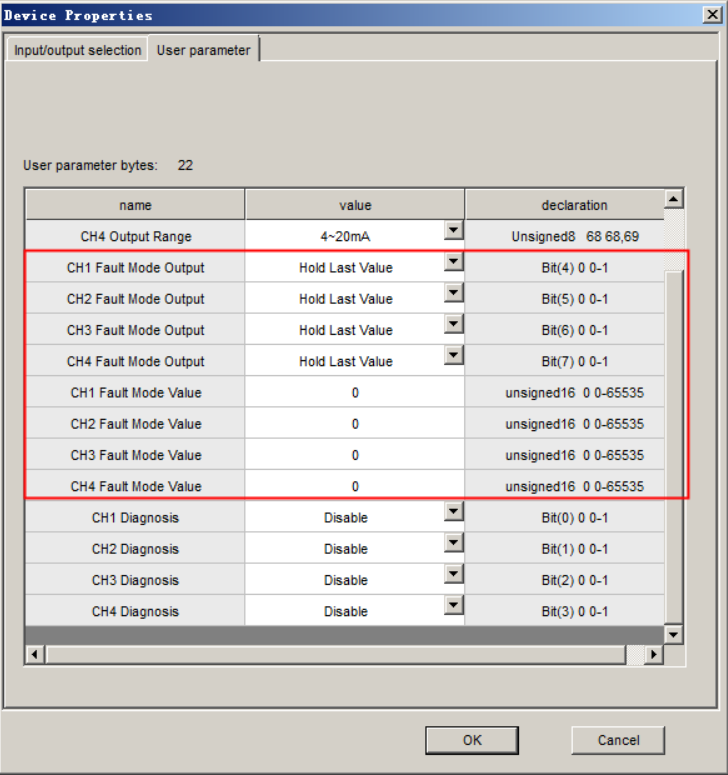 Device Properties
Input/output selection User parameter
User parameter bytes: 22
name value declaration
CH4 Output Range 4~20mA Unsigned8 68 68,69
CH1 Fault Mode Output Hold Last Value Bit(4) 0 0-1
CH2 Fault Mode Output Hold Last Value Bit(5) 0 0-1
CH3 Fault Mode Output Hold Last Value Bit(6) 0 0-1
CH4 Fault Mode Output Hold Last Value Bit(7) 0 0-1
CH1 Fault Mode Value 0 unsigned16 0 0-65535
CH2 Fault Mode Value 0 unsigned16 0 0-65535
CH3 Fault Mode Value 0 unsigned16 0 0-65535
CH4 Fault Mode Value 0 unsigned16 0 0-65535
CH1 Diagnosis Disable Bit(0) 0 0-1
CH2 Diagnosis Disable Bit(1) 0 0-1
CH3 Diagnosis Disable Bit(2) 0 0-1
CH4 Diagnosis Disable Bit(3) 0 0-1
OK Cancel